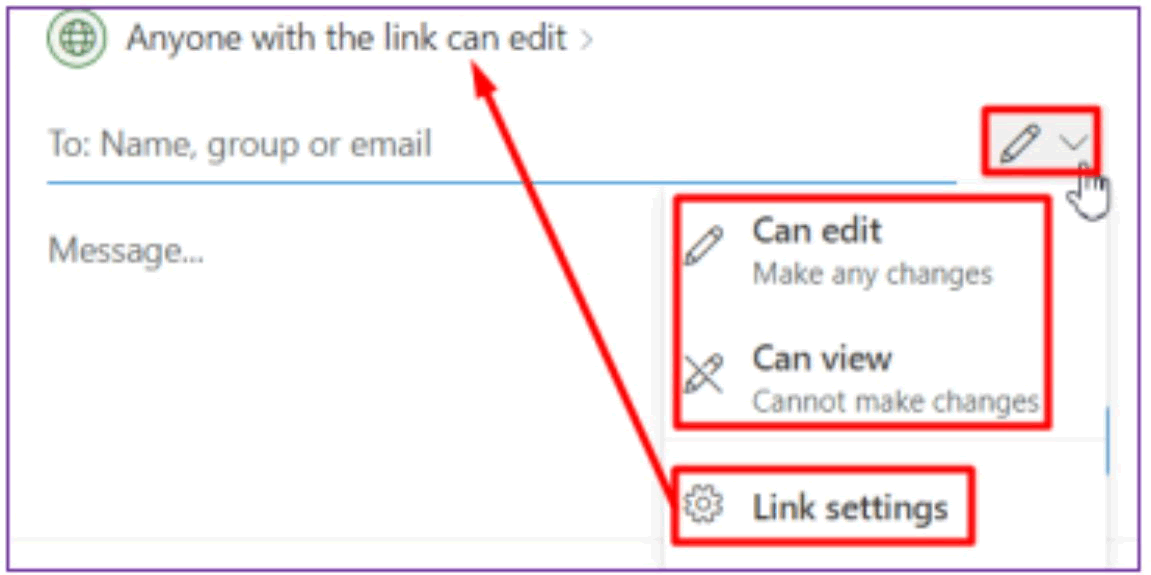 Anyone with the link can edit >
To: Name, group or email
Message...
Can edit
Make any changes
Can view
Cannot make changes
Link settings